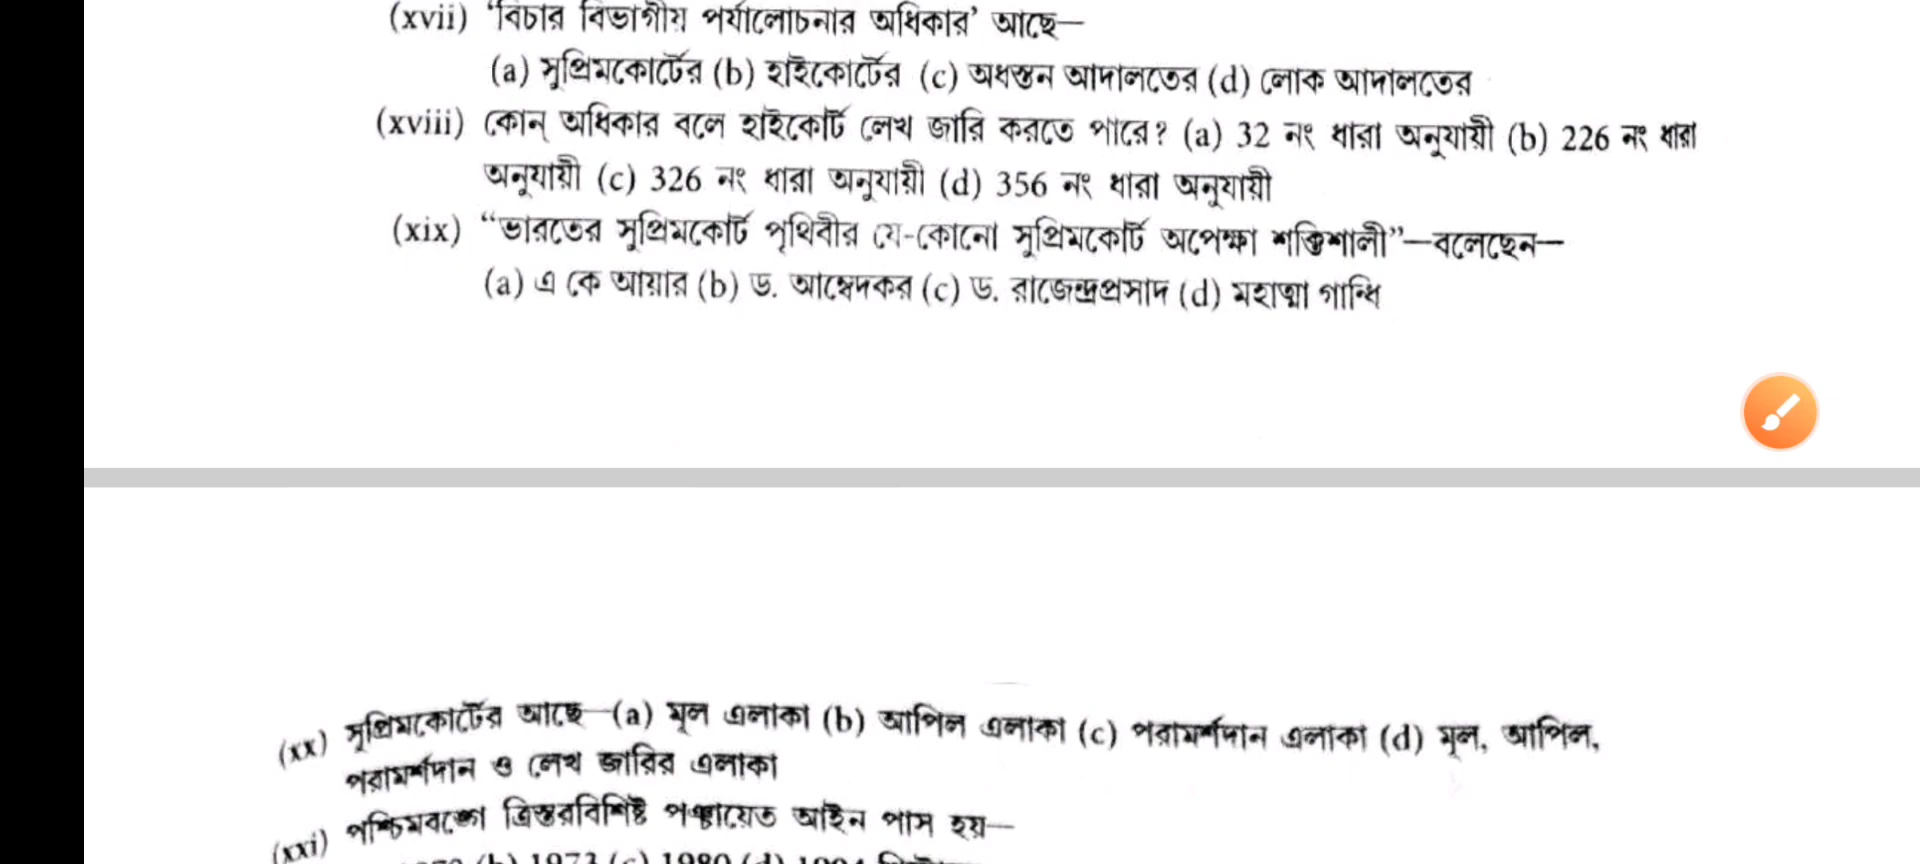 (xvii) 'বিচার বিভাগীয় পর্যালোচনার অধিকার' আছে—
(a) সুপ্রিমকোর্টের (b) হাইকোর্টের (c) অধস্তন আদালতের (d) লোক আদালতের
(xviii) কোন্ অধিকার বলে হাইকোর্ট লেখ জারি করতে পারে? (a) 32 নং ধারা অনুযায়ী (b) 226 নং ধারা
অনুযায়ী (c) 326 নং ধারা অনুযায়ী (d) 356 নং ধারা অনুযায়ী
(xix) "ভারতের সুপ্রিমকোর্ট পৃথিবীর যে-কোনো সুপ্রিমকোর্ট অপেক্ষা শক্তিশালী"—বলেছেন—
(a) এ কে আয়ার (b) ড. আম্বেদকর (c) ড. রাজেন্দ্রপ্রসাদ (d) মহাত্মা গান্ধি
(xx) সুপ্রিমকোর্টের আছে—(a) মূল এলাকা (b) আপিল এলাকা (c) পরামর্শদান এলাকা (d) মূল, আপিল,
পরামর্শদান ও লেখ জারির এলাকা
(xxi) পশ্চিমবঙ্গে ত্রিস্তরবিশিষ্ট পঞ্চায়েত আইন পাস হয়—
(b) 1973 (c) 1980 (d)